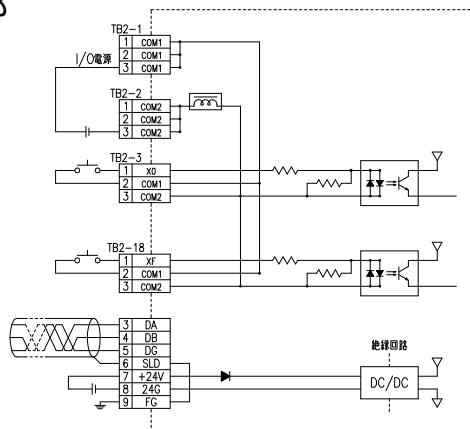 TB2-1
1 COM1
I/O電源
2 COM1
3 COM1
TB2-2
1 COM2
2 COM2
3 COM2
TB2-3
1 X0
2 COM1
3 COM2
TB2-18
1 XF
2 COM1
3 COM2
3 DA
4 DB
5 DG
6 SLD
7 +24V
8 24G
9 FG
絶縁回路
DC/DC